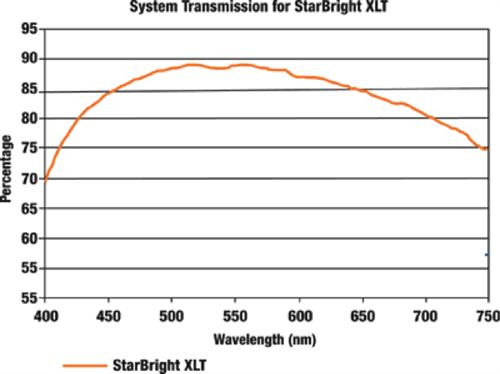 System Transmission for StarBright XLT
95
90
85
80
75
70
65
60
55
55
Percentage
400 450 500 550 600 650 700 750
Wavelength (nm)
StarBright XLT